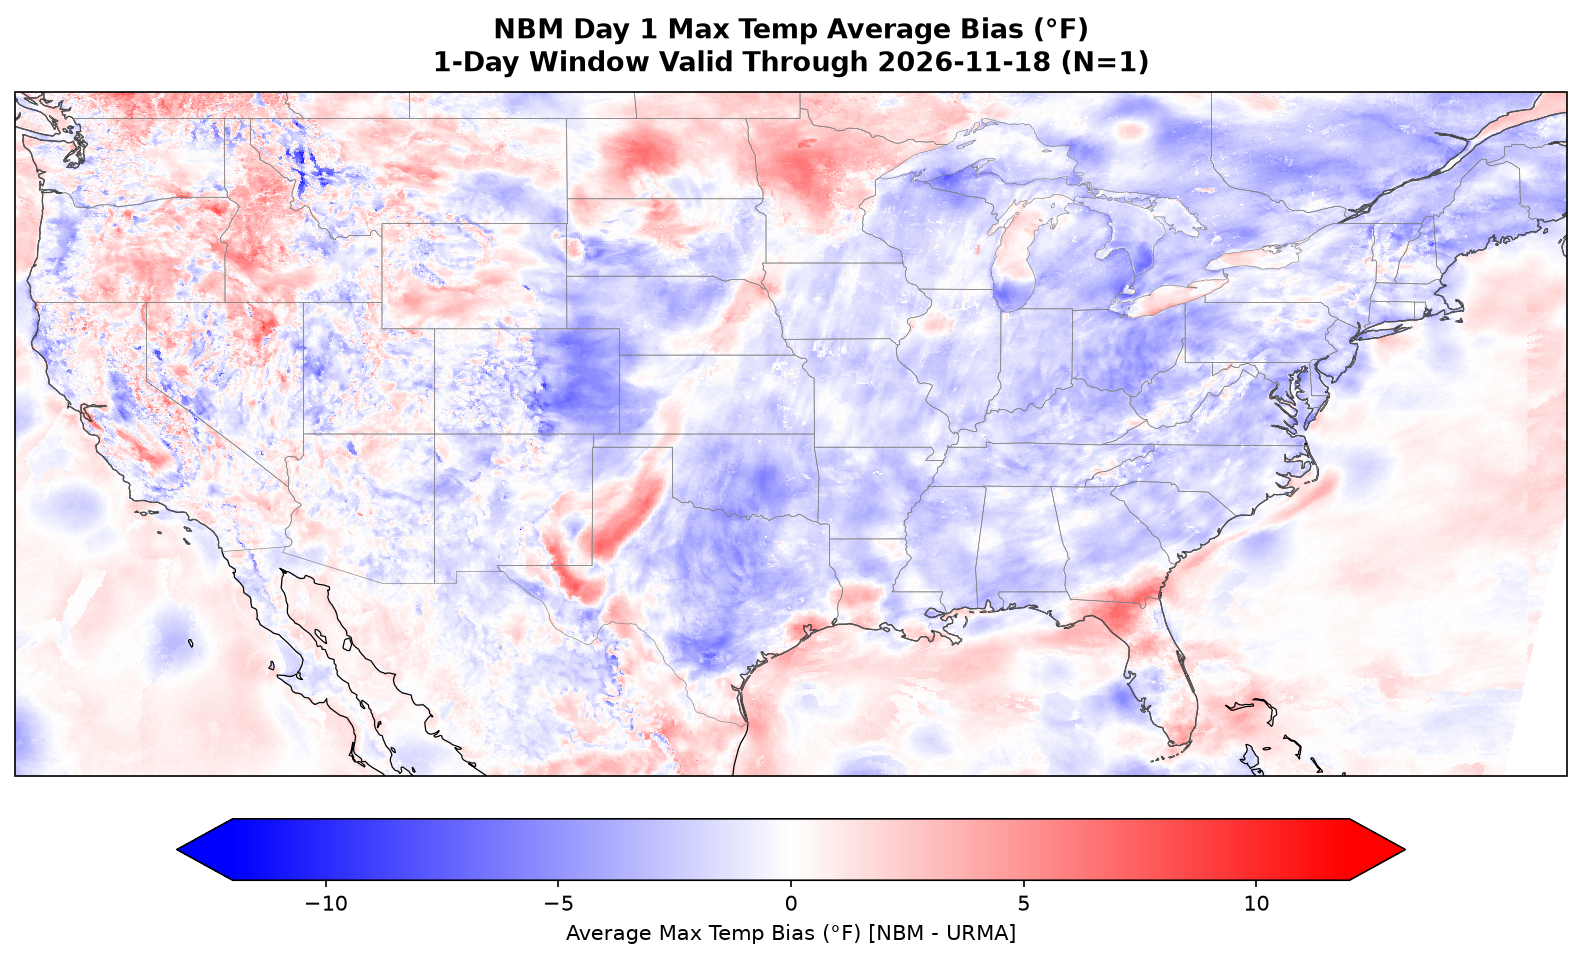 NBM Day 1 Max Temp Average Bias (°F)
1-Day Window Valid Through 2026-11-18 (N=1)
−10 −5 0 5 10
Average Max Temp Bias (°F) [NBM - URMA]